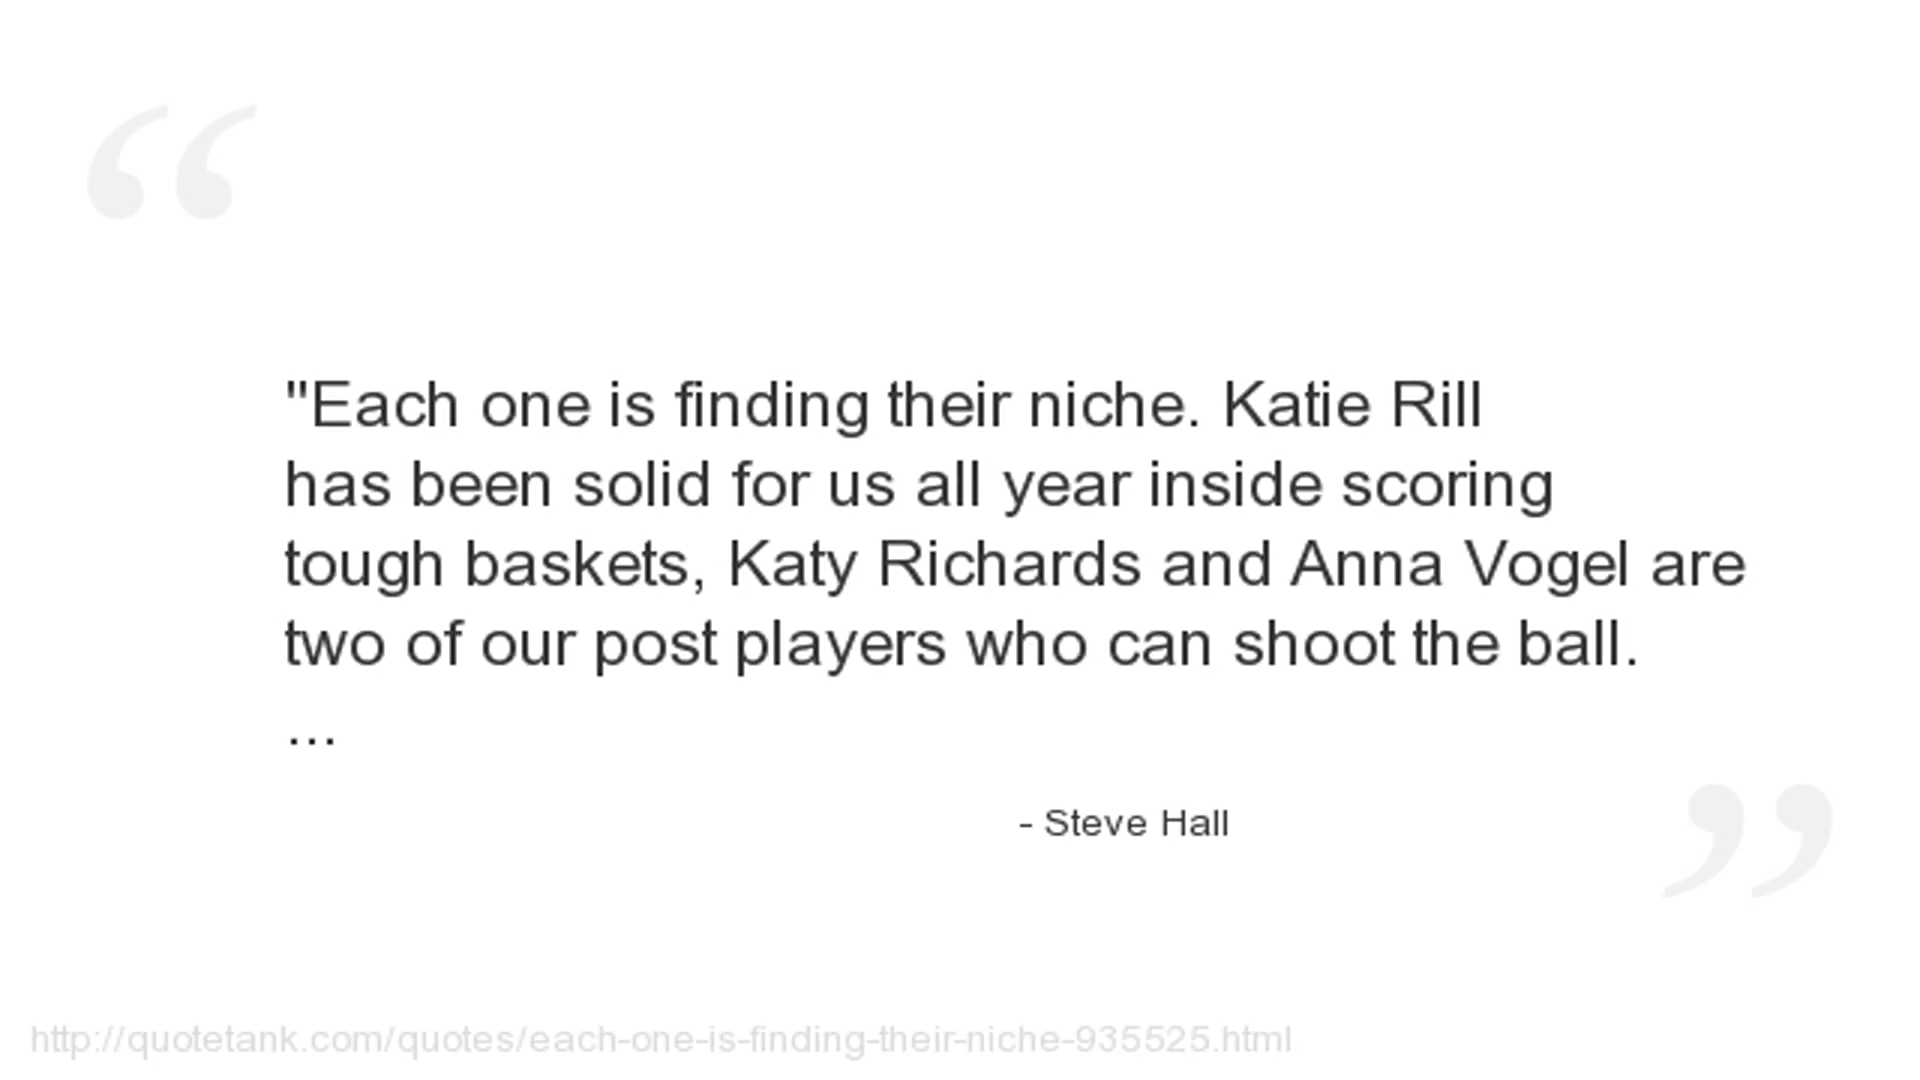 "Each one is finding their niche. Katie Rill
has been solid for us all year inside scoring
tough baskets, Katy Richards and Anna Vogel are
two of our post players who can shoot the ball.
...
- Steve Hall
http://quotetank.com/quotes/each-one-is-finding-their-niche-935525.html